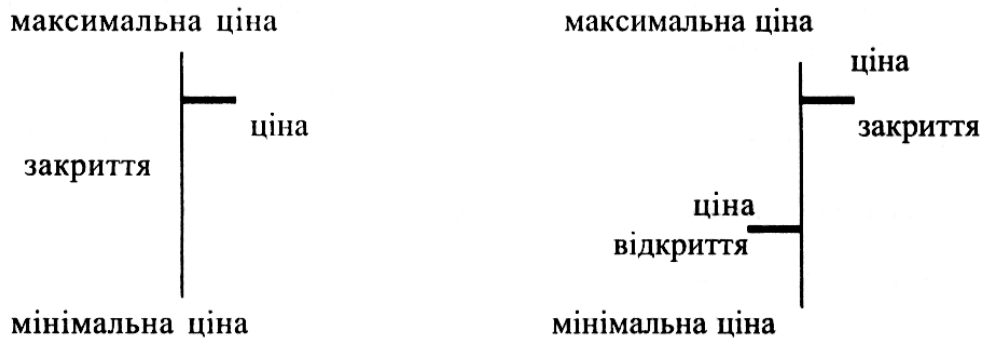 максимальна ціна
ціна
закриття
мінімальна ціна
максимальна ціна
ціна
закриття
ціна
відкриття
мінімальна ціна